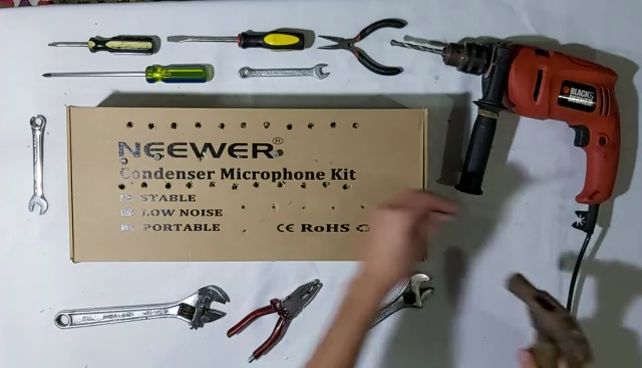 NEEWER®
Condenser Microphone Kit
STABLE
LOW NOISE
PORTABLE
CE RoHS
BLACK&
DECKER